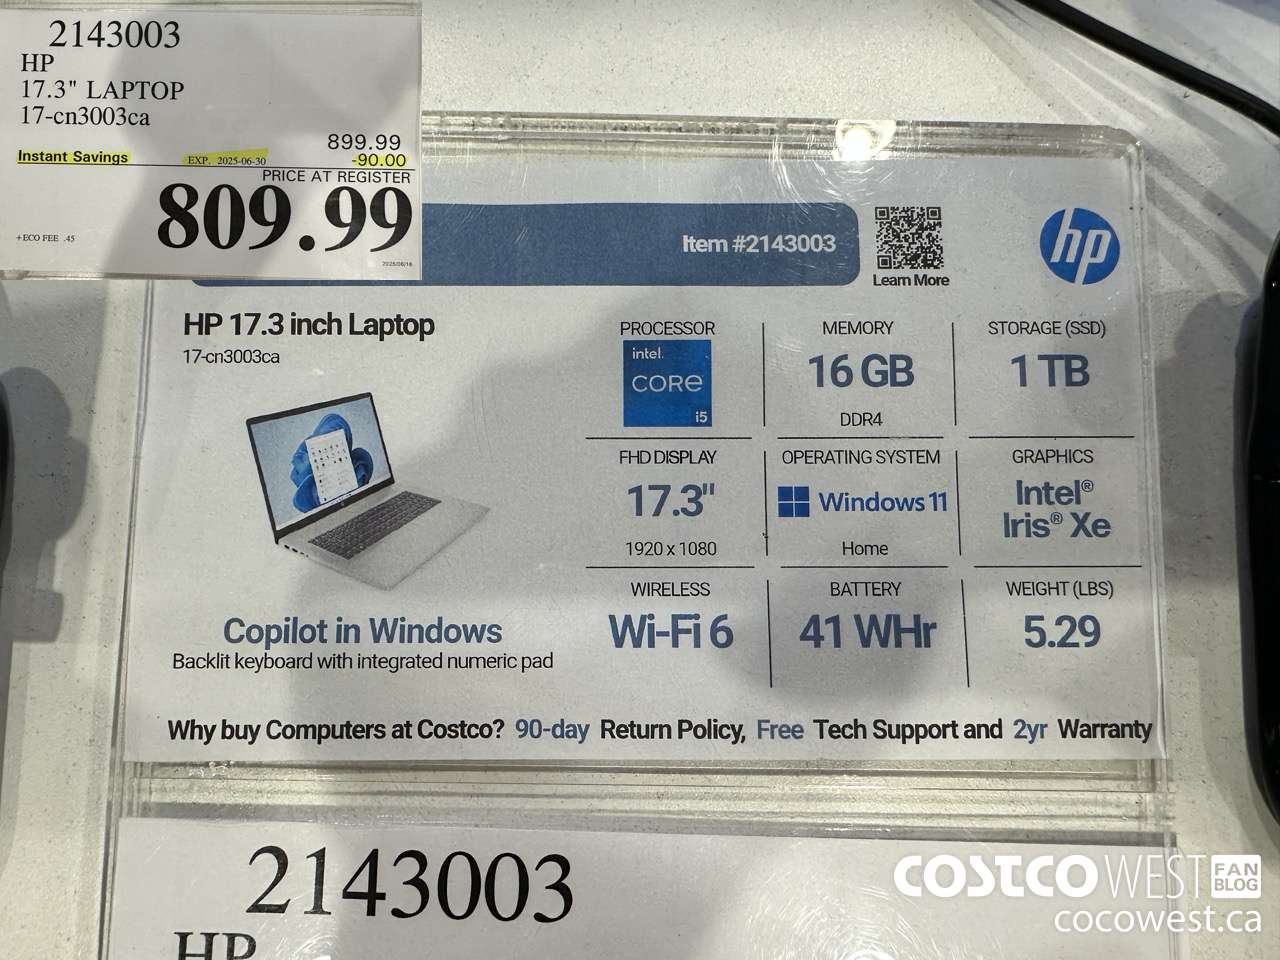 2143003
HP
17.3" LAPTOP
17-cn3003ca
899.99
Instant Savings EXP. 2025-06-30 -90.00
PRICE AT REGISTER
809.99
+ECO FEE .45
Item #2143003
Learn More
hp
HP 17.3 inch Laptop
17-cn3003ca
PROCESSOR
intel.
CORE
i5
MEMORY
16 GB
DDR4
STORAGE (SSD)
1 TB
FHD DISPLAY
17.3"
1920 x 1080
OPERATING SYSTEM
Windows 11
Home
GRAPHICS
Intel®
Iris® Xe
WIRELESS
Wi-Fi 6
BATTERY
41 WHr
WEIGHT (LBS)
5.29
Copilot in Windows
Backlit keyboard with integrated numeric pad
Why buy Computers at Costco? 90-day Return Policy, Free Tech Support and 2yr Warranty
2143003
HP
COSTCO WEST FAN BLOG
cocowest.ca